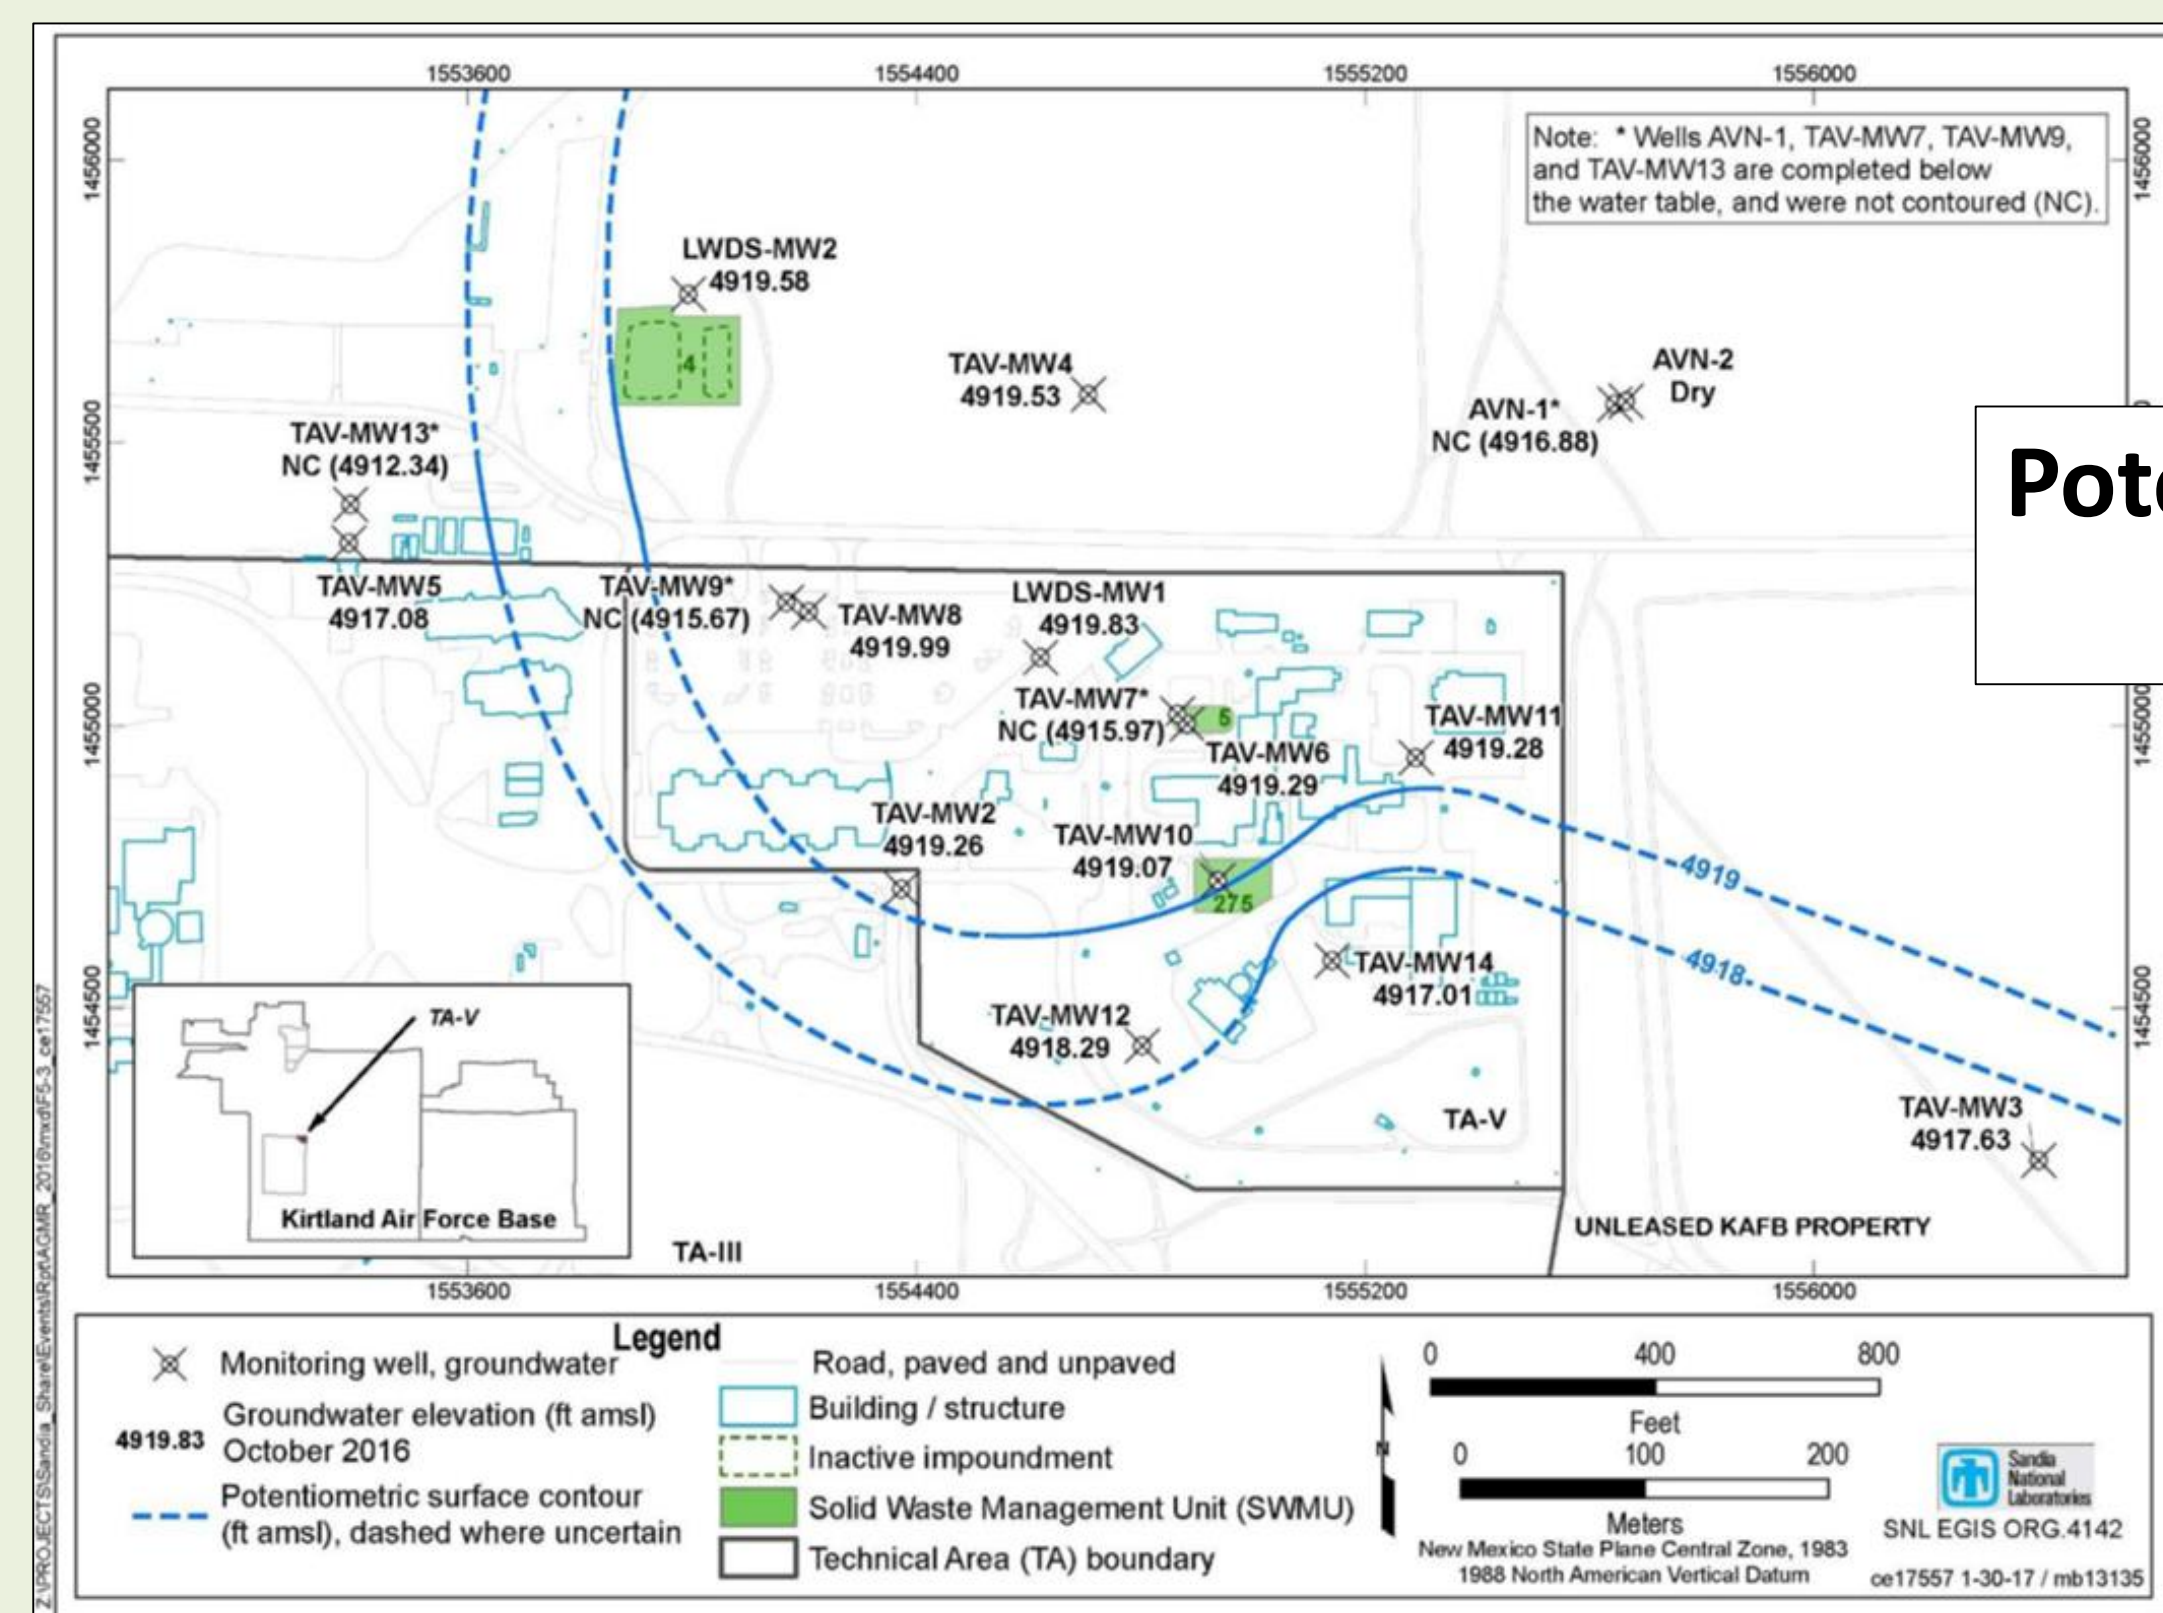 1553600
1554400
1555200
1556000
1456000
1456000
Note: * Wells AVN-1, TAV-MW7, TAV-MW9,
and TAV-MW13 are completed below
the water table, and were not contoured (NC).
LWDS-MW2
4919.58
TAV-MW4
4919.53
4
AVN-2
Dry
AVN-1*
NC (4916.88)
1455500
TAV-MW13*
NC (4912.34)
Pote
TAV-MW5
4917.08
TAV-MW9*
NC (4915.67)
TAV-MW8
4919.99
LWDS-MW1
4919.83
TAV-MW7*
NC (4915.97)
5
TAV-MW6
4919.29
TAV-MW11
4919.28
1455000
1455000
TAV-MW2
4919.26
TAV-MW10
4919.07
275
4919
4918
TAV-MW14
4917.01
TAV-MW12
4918.29
1454500
1454500
TA-V
TA-V
TAV-MW3
4917.63
Kirtland Air Force Base
TA-III
UNLEASED KAFB PROPERTY
1553600
1554400
1555200
1556000
Legend
Monitoring well, groundwater
4919.83
Groundwater elevation (ft amsl)
October 2016
Potentiometric surface contour
(ft amsl), dashed where uncertain
Road, paved and unpaved
Building / structure
Inactive impoundment
Solid Waste Management Unit (SWMU)
Technical Area (TA) boundary
N
0 400 800
Feet
0 100 200
Meters
New Mexico State Plane Central Zone, 1983
1988 North American Vertical Datum
Sandia
National
Laboratories
SNL EGIS ORG.4142
ce17557 1-30-17 / mb13135